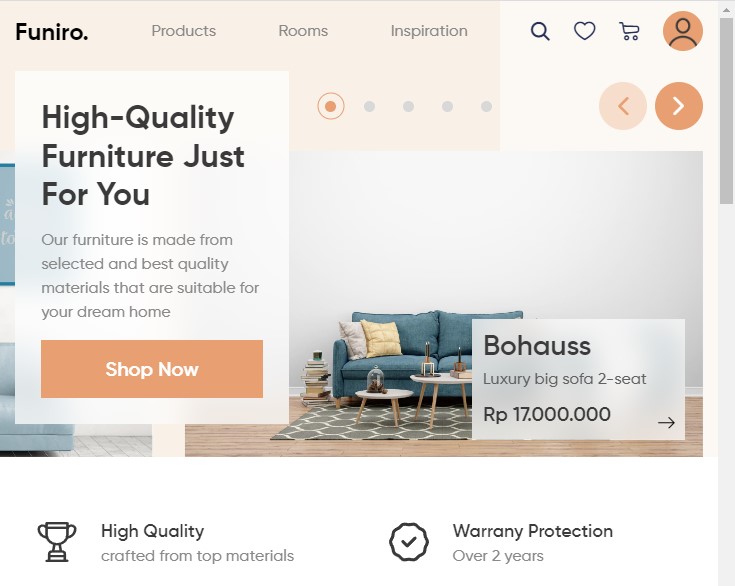 Funiro.
Products
Rooms
Inspiration
High-Quality
Furniture Just
For You
Our furniture is made from
selected and best quality
materials that are suitable for
your dream home
Shop Now
Bohauss
Luxury big sofa 2-seat
Rp 17.000.000
High Quality
crafted from top materials
Warrany Protection
Over 2 years